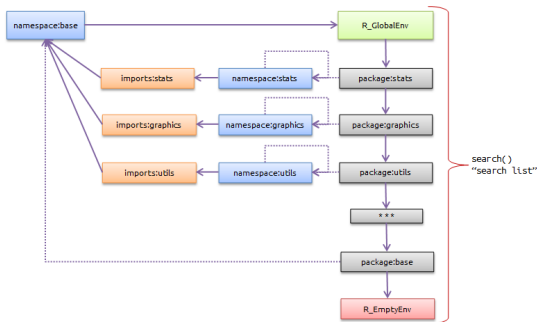 namespace:base
R_GlobalEnv
imports:stats
namespace:stats
package:stats
imports:graphics
namespace:graphics
package:graphics
search()
“search list”
imports:utils
namespace:utils
package:utils
* * *
package:base
R_EmptyEnv